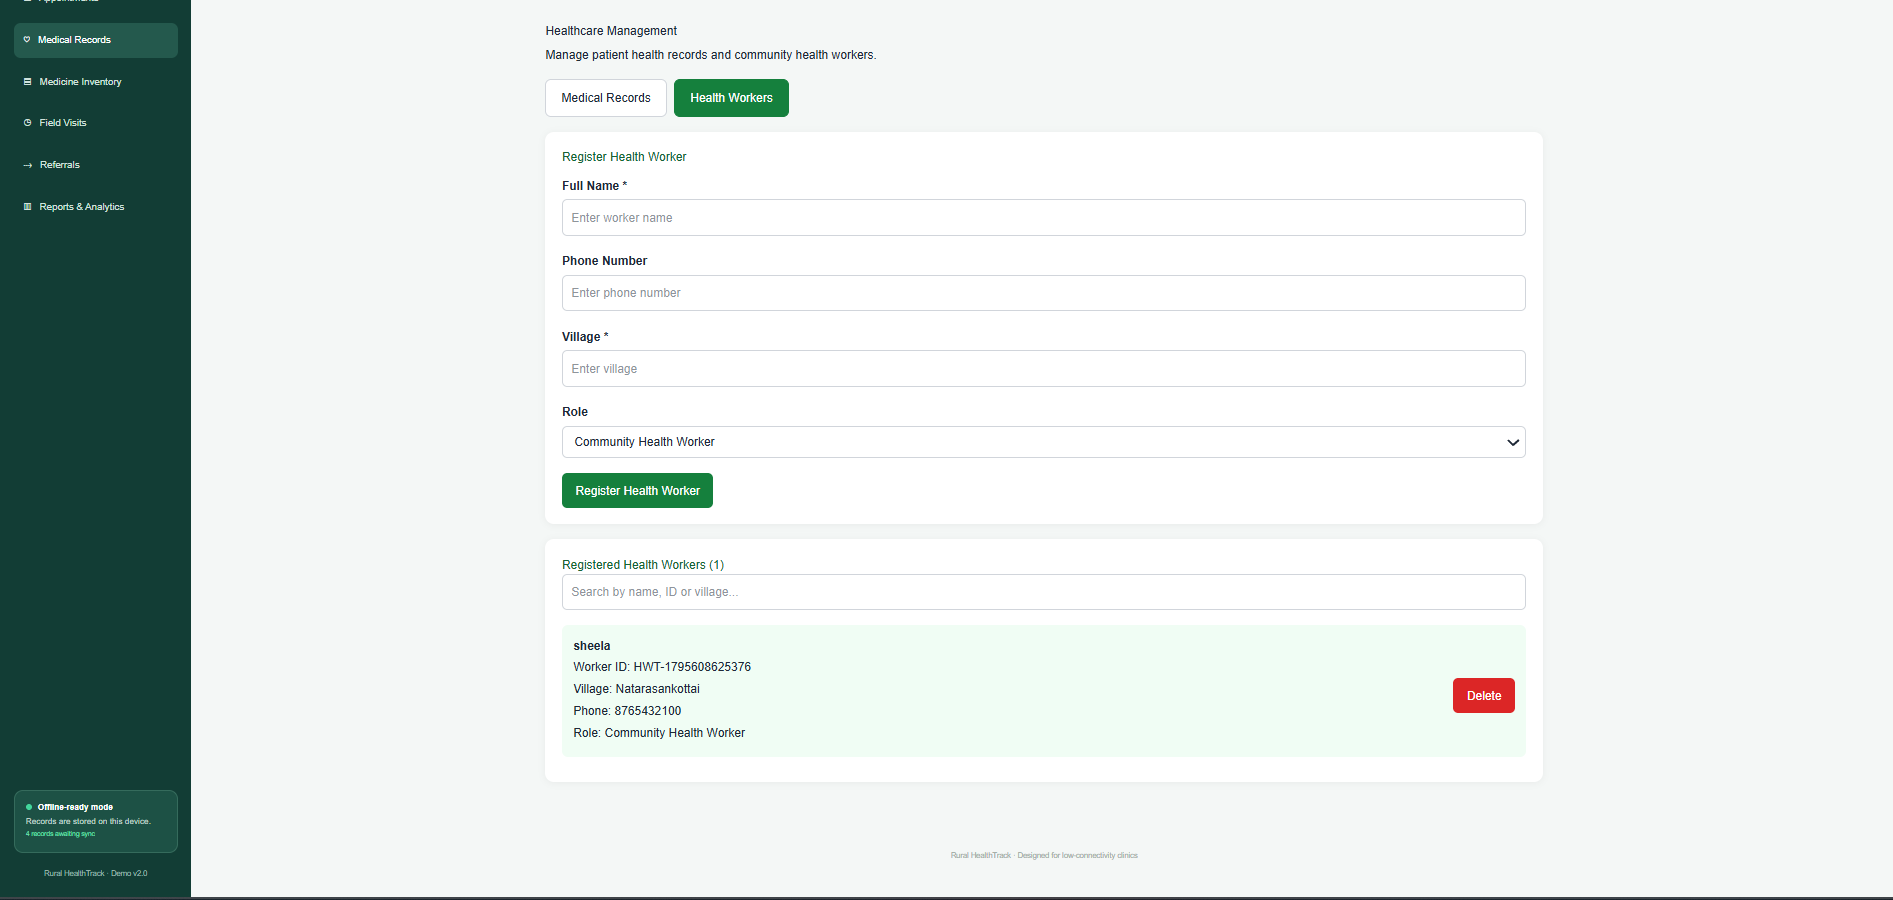 Appointments
Medical Records
Medicine Inventory
Field Visits
Referrals
Reports & Analytics
Offline-ready mode
Records are stored on this device.
4 records awaiting sync
Rural HealthTrack · Demo v2.0
Healthcare Management
Manage patient health records and community health workers.
Medical Records
Health Workers
Register Health Worker
Full Name *
Enter worker name
Phone Number
Enter phone number
Village *
Enter village
Role
Community Health Worker
Register Health Worker
Registered Health Workers (1)
Search by name, ID or village...
sheela
Worker ID: HWT-1795608625376
Village: Natarasankottai
Phone: 8765432100
Role: Community Health Worker
Delete
Rural HealthTrack · Designed for low-connectivity clinics